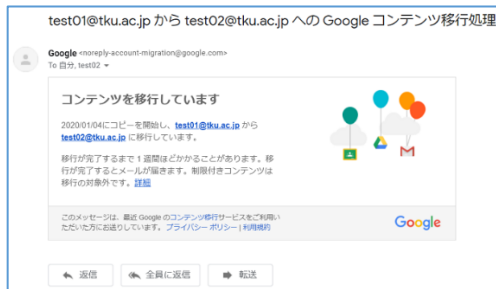 test01@tku.ac.jp から test02@tku.ac.jp への Google コンテンツ移行処理
Google <noreply-account-migration@google.com>
To 自分, test02
コンテンツを移行しています
2020/01/04にコピーを開始し、test01@tku.ac.jp から
test02@tku.ac.jp に移行しています。
移行が完了するまで 1 週間ほどかかることがあります。移
行が完了するとメールが届きます。制限付きコンテンツは
移行の対象外です。詳細
このメッセージは、最近 Google のコンテンツ移行サービスをご利用い
ただいた方にお送りしています。プライバシー ポリシー | 利用規約
Google
返信 全員に返信 転送